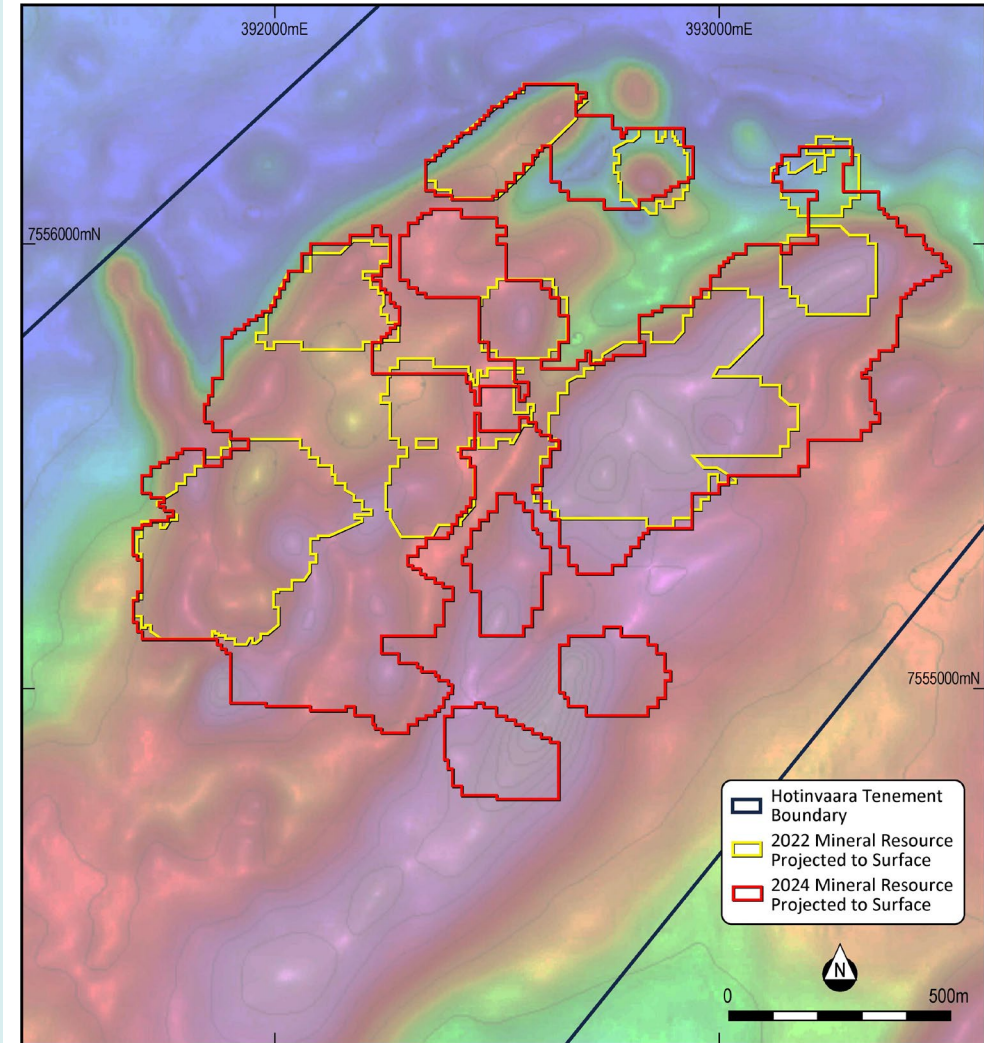 392000mE
393000mE
7556000mN
7555000mN
Hotinvaara Tenement
Boundary
2022 Mineral Resource
Projected to Surface
2024 Mineral Resource
Projected to Surface
N
0
500m